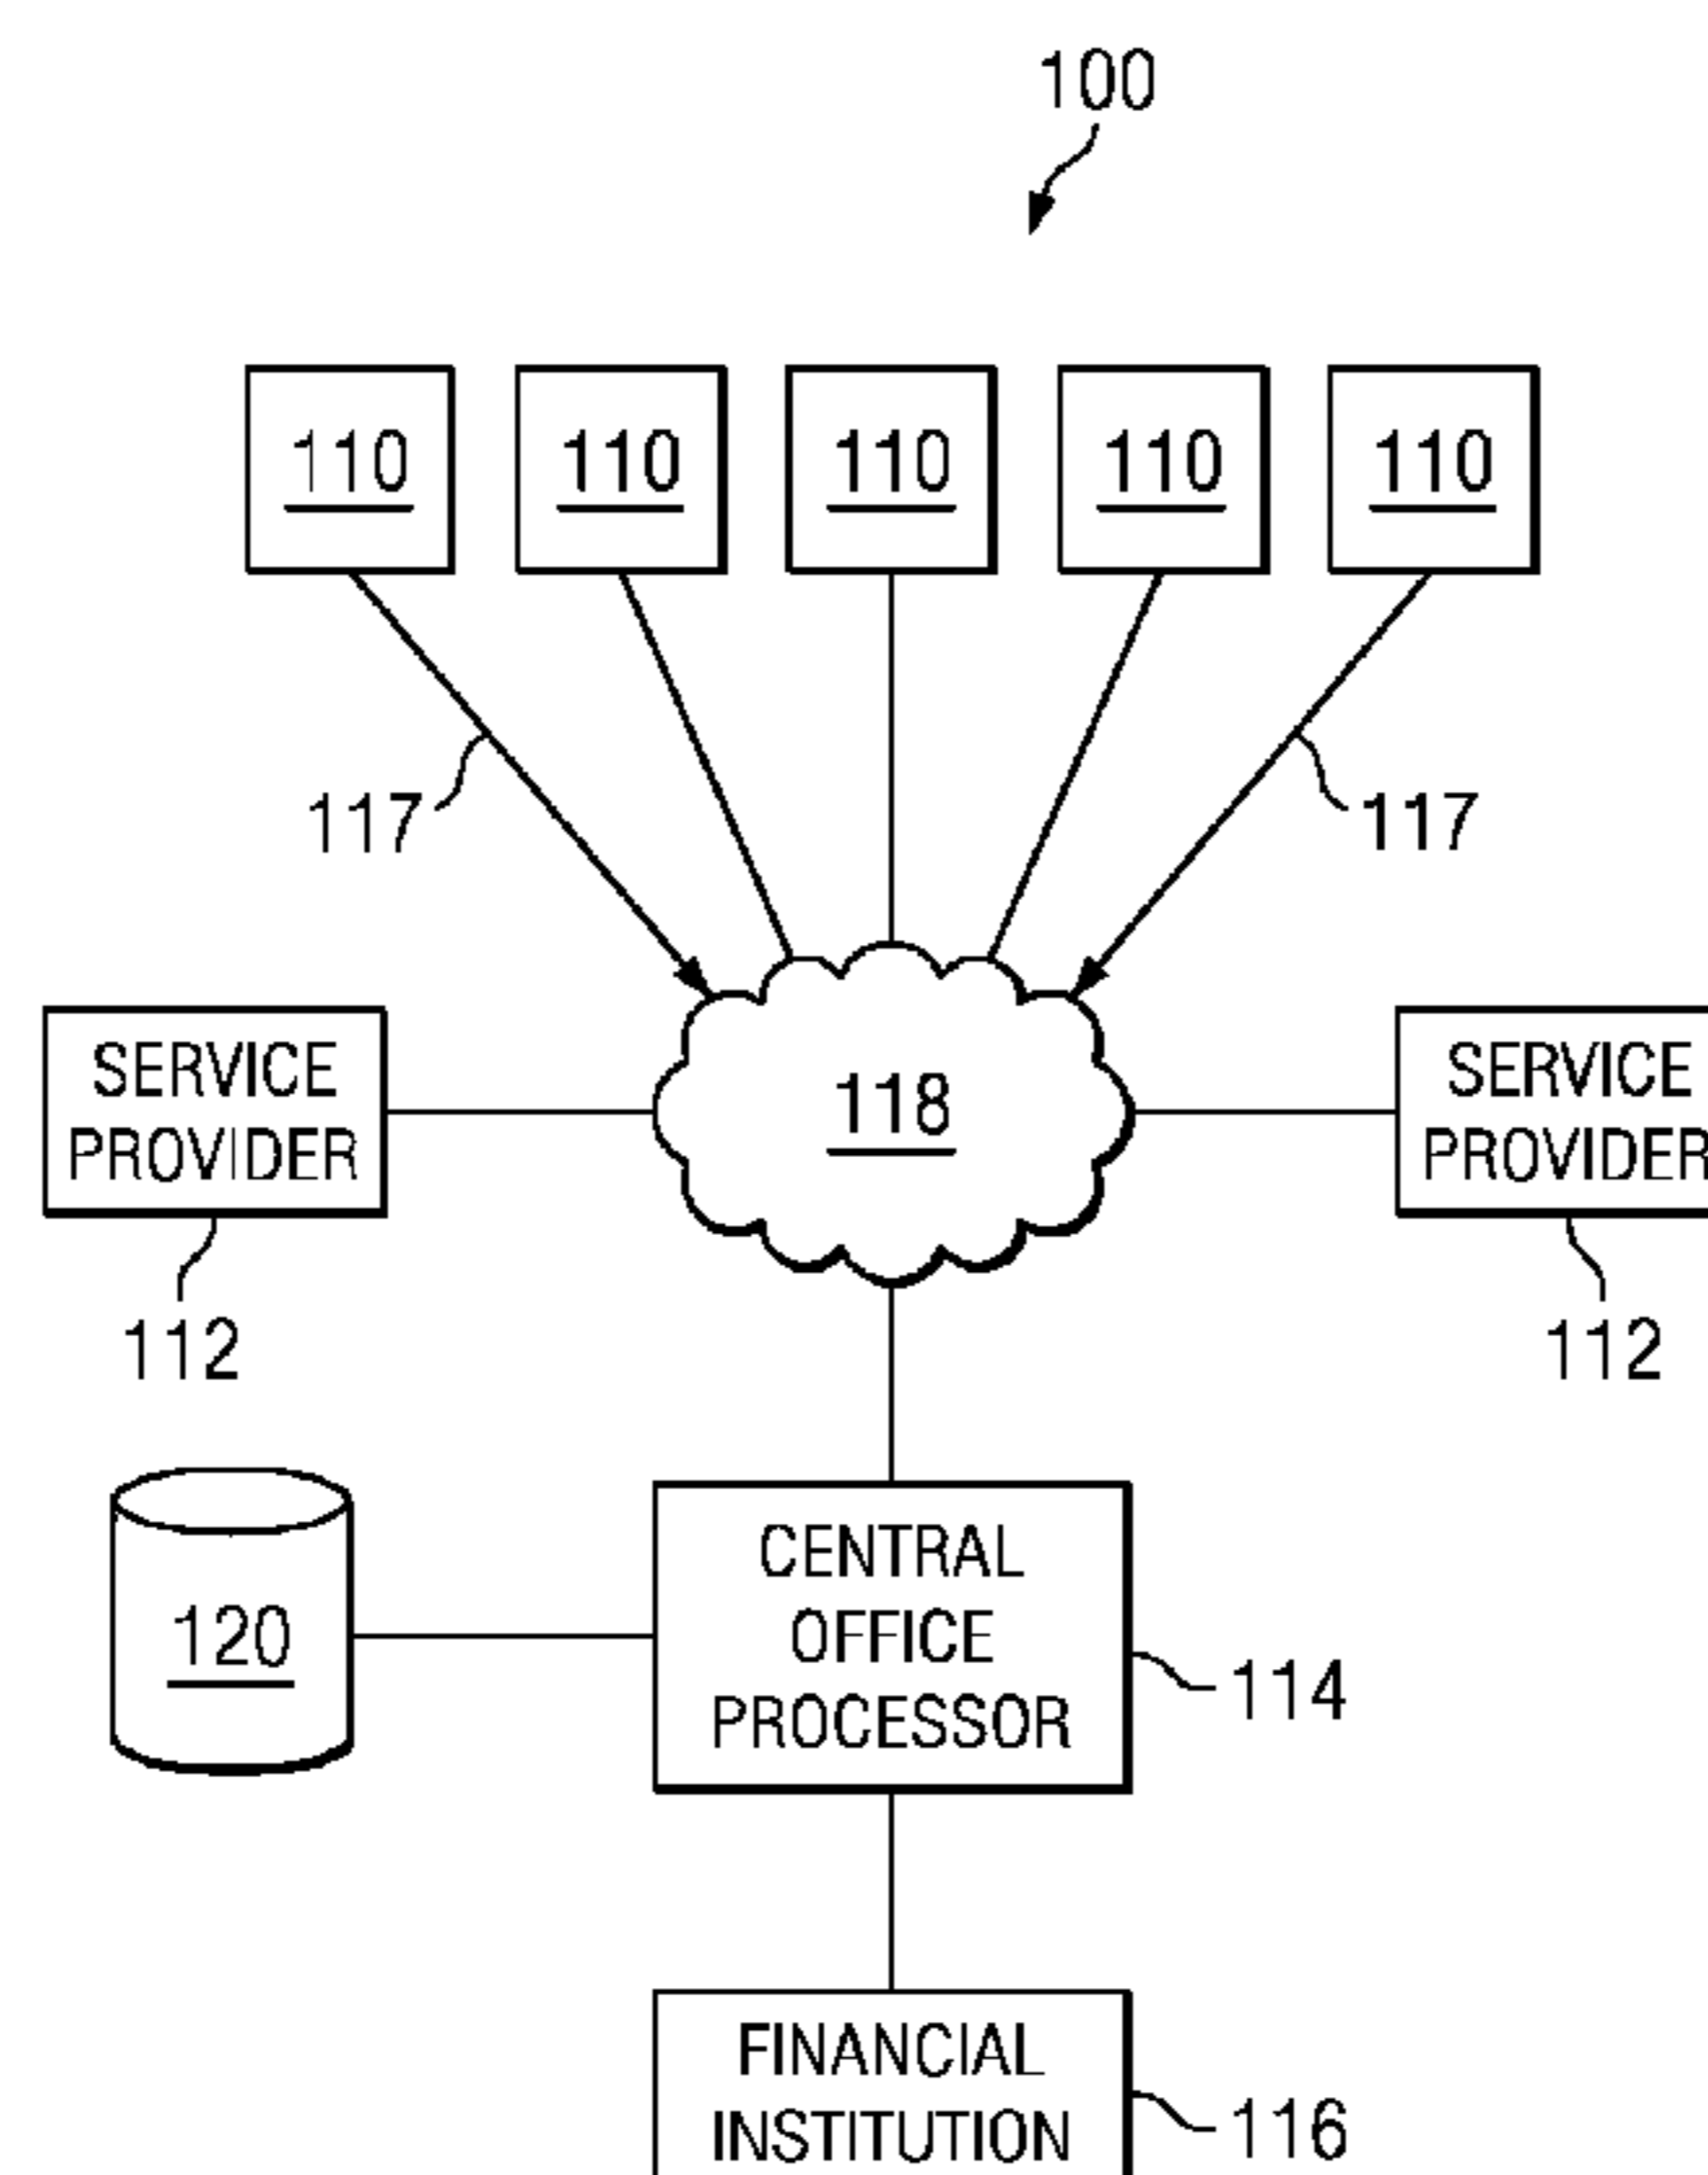 100
110 110 110 110 110
117 117
SERVICE
PROVIDER
118
SERVICE
PROVIDER
112 112
CENTRAL
OFFICE
PROCESSOR
120
114
FINANCIAL
INSTITUTION
116